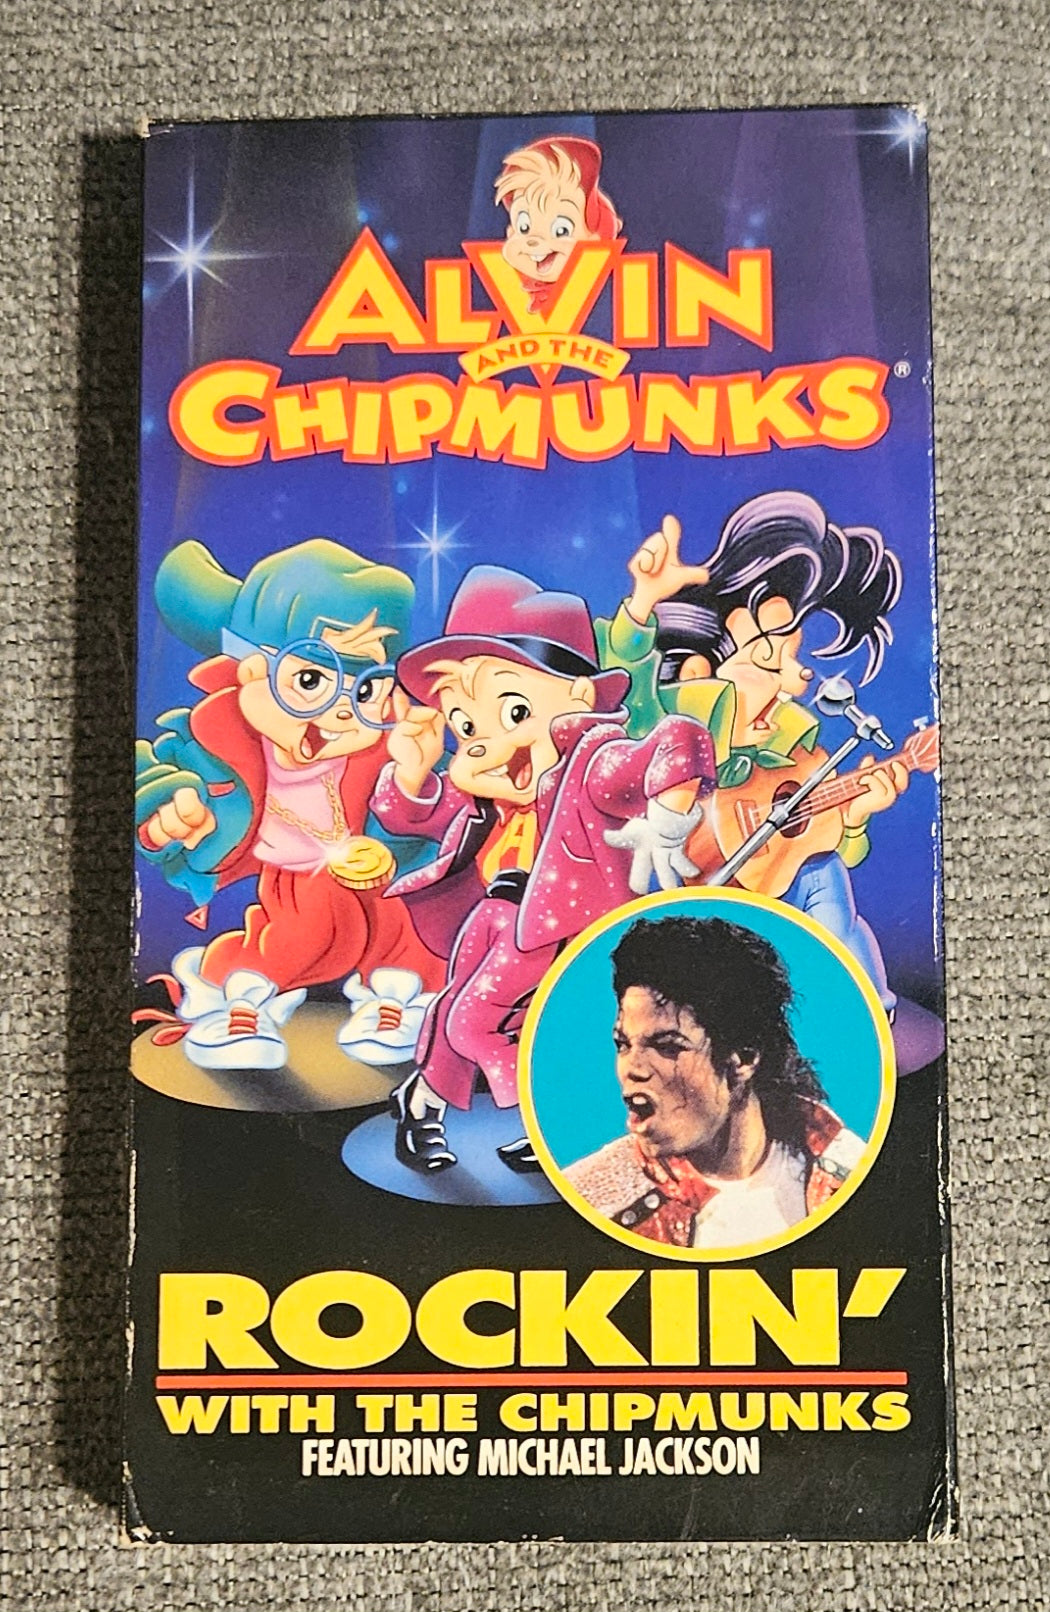 ALVIN
AND THE
CHIPMUNKS®
A
ROCKIN'
WITH THE CHIPMUNKS
FEATURING MICHAEL JACKSON